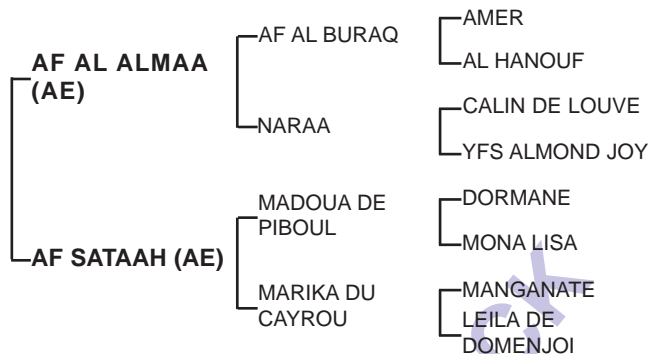 AF AL ALMAA
(AE)
AF SATAAH (AE)
AF AL BURAQ
NARAA
MADOUA DE
PIBOUL
MARIKA DU
CAYROU
AMER
AL HANOUF
CALIN DE LOUVE
YFS ALMOND JOY
DORMANE
MONA LISA
MANGANATE
LEILA DE
DOMENJOI
CK